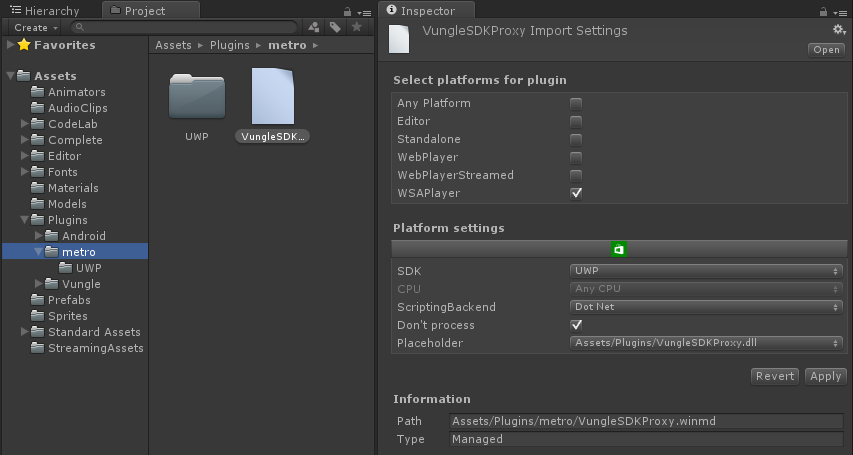 Hierarchy
Project
Create
Favorites
Assets
Animators
AudioClips
CodeLab
Complete
Editor
Fonts
Materials
Models
Plugins
Android
metro
UWP
Vungle
Prefabs
Sprites
Standard Assets
StreamingAssets
Assets Plugins metro
UWP
VungleSDK...
Inspector
VungleSDKProxy Import Settings
Open
Select platforms for plugin
Any Platform
Editor
Standalone
WebPlayer
WebPlayerStreamed
WSAPlayer
Platform settings
SDK UWP
CPU Any CPU
ScriptingBackend Dot Net
Don't process
Placeholder Assets/Plugins/VungleSDKProxy.dll
Revert Apply
Information
Path Assets/Plugins/metro/VungleSDKProxy.winmd
Type Managed